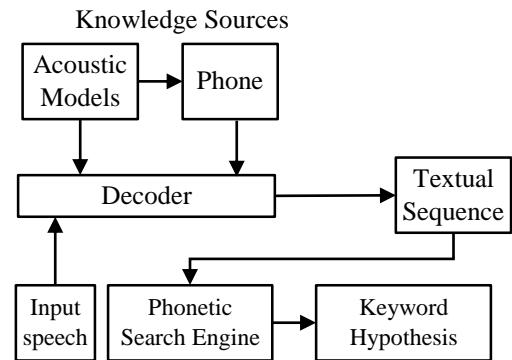 Knowledge Sources
Acoustic
Models
Phone
Decoder
Textual
Sequence
Input
speech
Phonetic
Search Engine
Keyword
Hypothesis